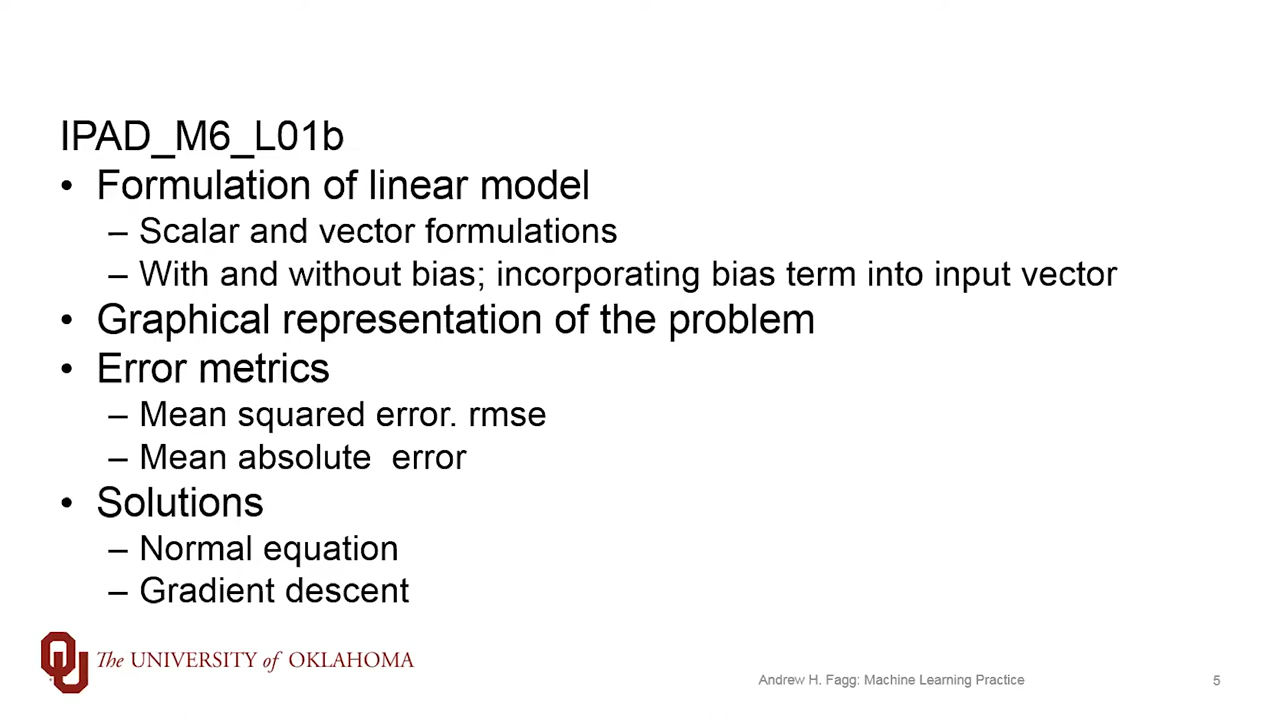 IPAD_M6_L01b
• Formulation of linear model
– Scalar and vector formulations
– With and without bias; incorporating bias term into input vector
• Graphical representation of the problem
• Error metrics
– Mean squared error. rmse
– Mean absolute  error
• Solutions
– Normal equation
– Gradient descent
The UNIVERSITY of OKLAHOMA
Andrew H. Fagg: Machine Learning Practice
5